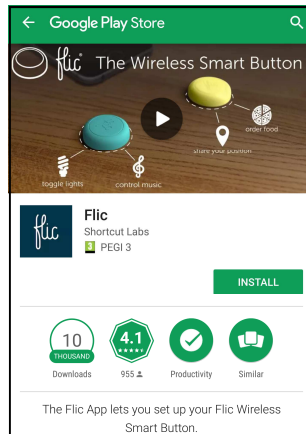 Google Play Store
flic The Wireless Smart Button
order food
share your position
toggle lights
control music
flic
Flic
Shortcut Labs
3 PEGI 3
INSTALL
10
THOUSAND
Downloads
4.1
955
Productivity
Similar
The Flic App lets you set up your Flic Wireless
Smart Button.